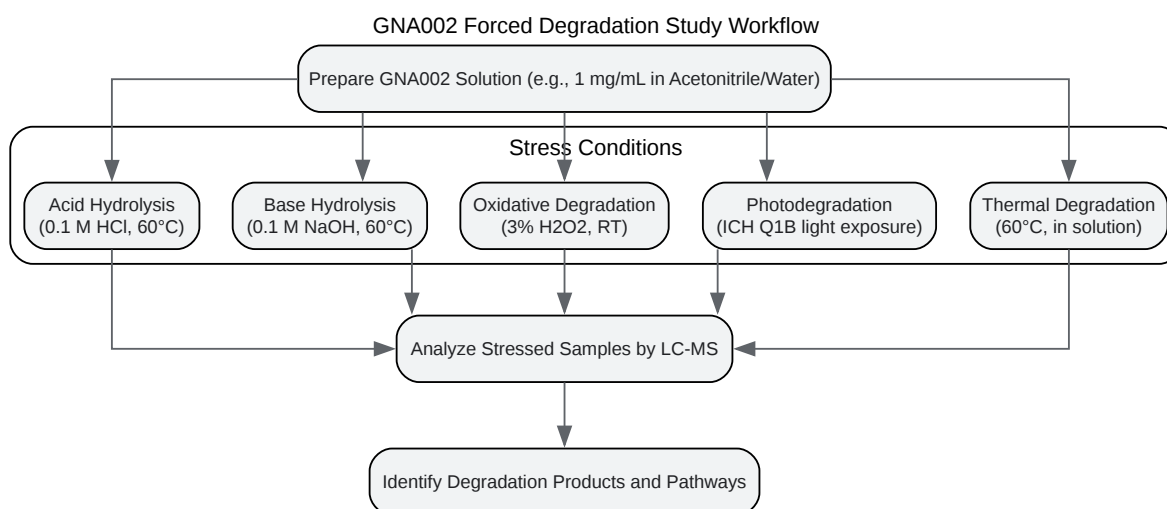 GNA002 Forced Degradation Study Workflow
Prepare GNA002 Solution (e.g., 1 mg/mL in Acetonitrile/Water)
Stress Conditions
Acid Hydrolysis
(0.1 M HCl, 60°C)
Base Hydrolysis
(0.1 M NaOH, 60°C)
Oxidative Degradation
(3% H2O2, RT)
Photodegradation
(ICH Q1B light exposure)
Thermal Degradation
(60°C, in solution)
Analyze Stressed Samples by LC-MS
Identify Degradation Products and Pathways